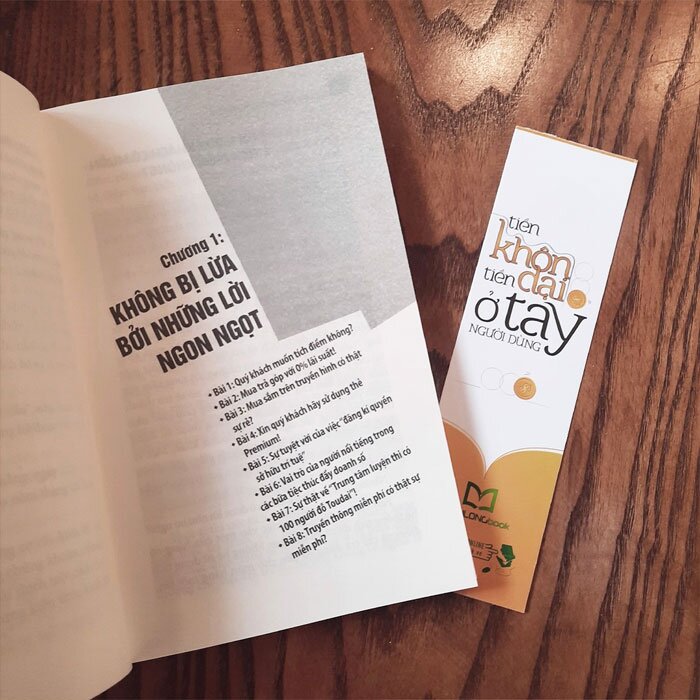 Chương 1:
KHÔNG BỊ LỪA
BỞI NHỮNG LỜI
NGON NGỌT
• Bài 1: Quý khách muốn tích điểm không?
• Bài 2: Mua trả góp với 0% lãi suất!
• Bài 3: Mua sắm trên truyền hình có thật
sự rẻ?
• Bài 4: Xin quý khách hãy sử dụng thẻ
Premium!
• Bài 5: Sự tuyệt vời của việc "đăng kí quyền
sở hữu trí tuệ"
• Bài 6: Vai trò của người nổi tiếng trong
các bữa tiệc thúc đẩy doanh số
• Bài 7: Sự thật về "Trung tâm luyện thi có
100 người đỗ Toudai"!
• Bài 8: Truyền thông miễn phí có thật sự
miễn phí?
tiền
khôn
tiền dại
ở tay
NGƯỜI DÙNG
LONGbook